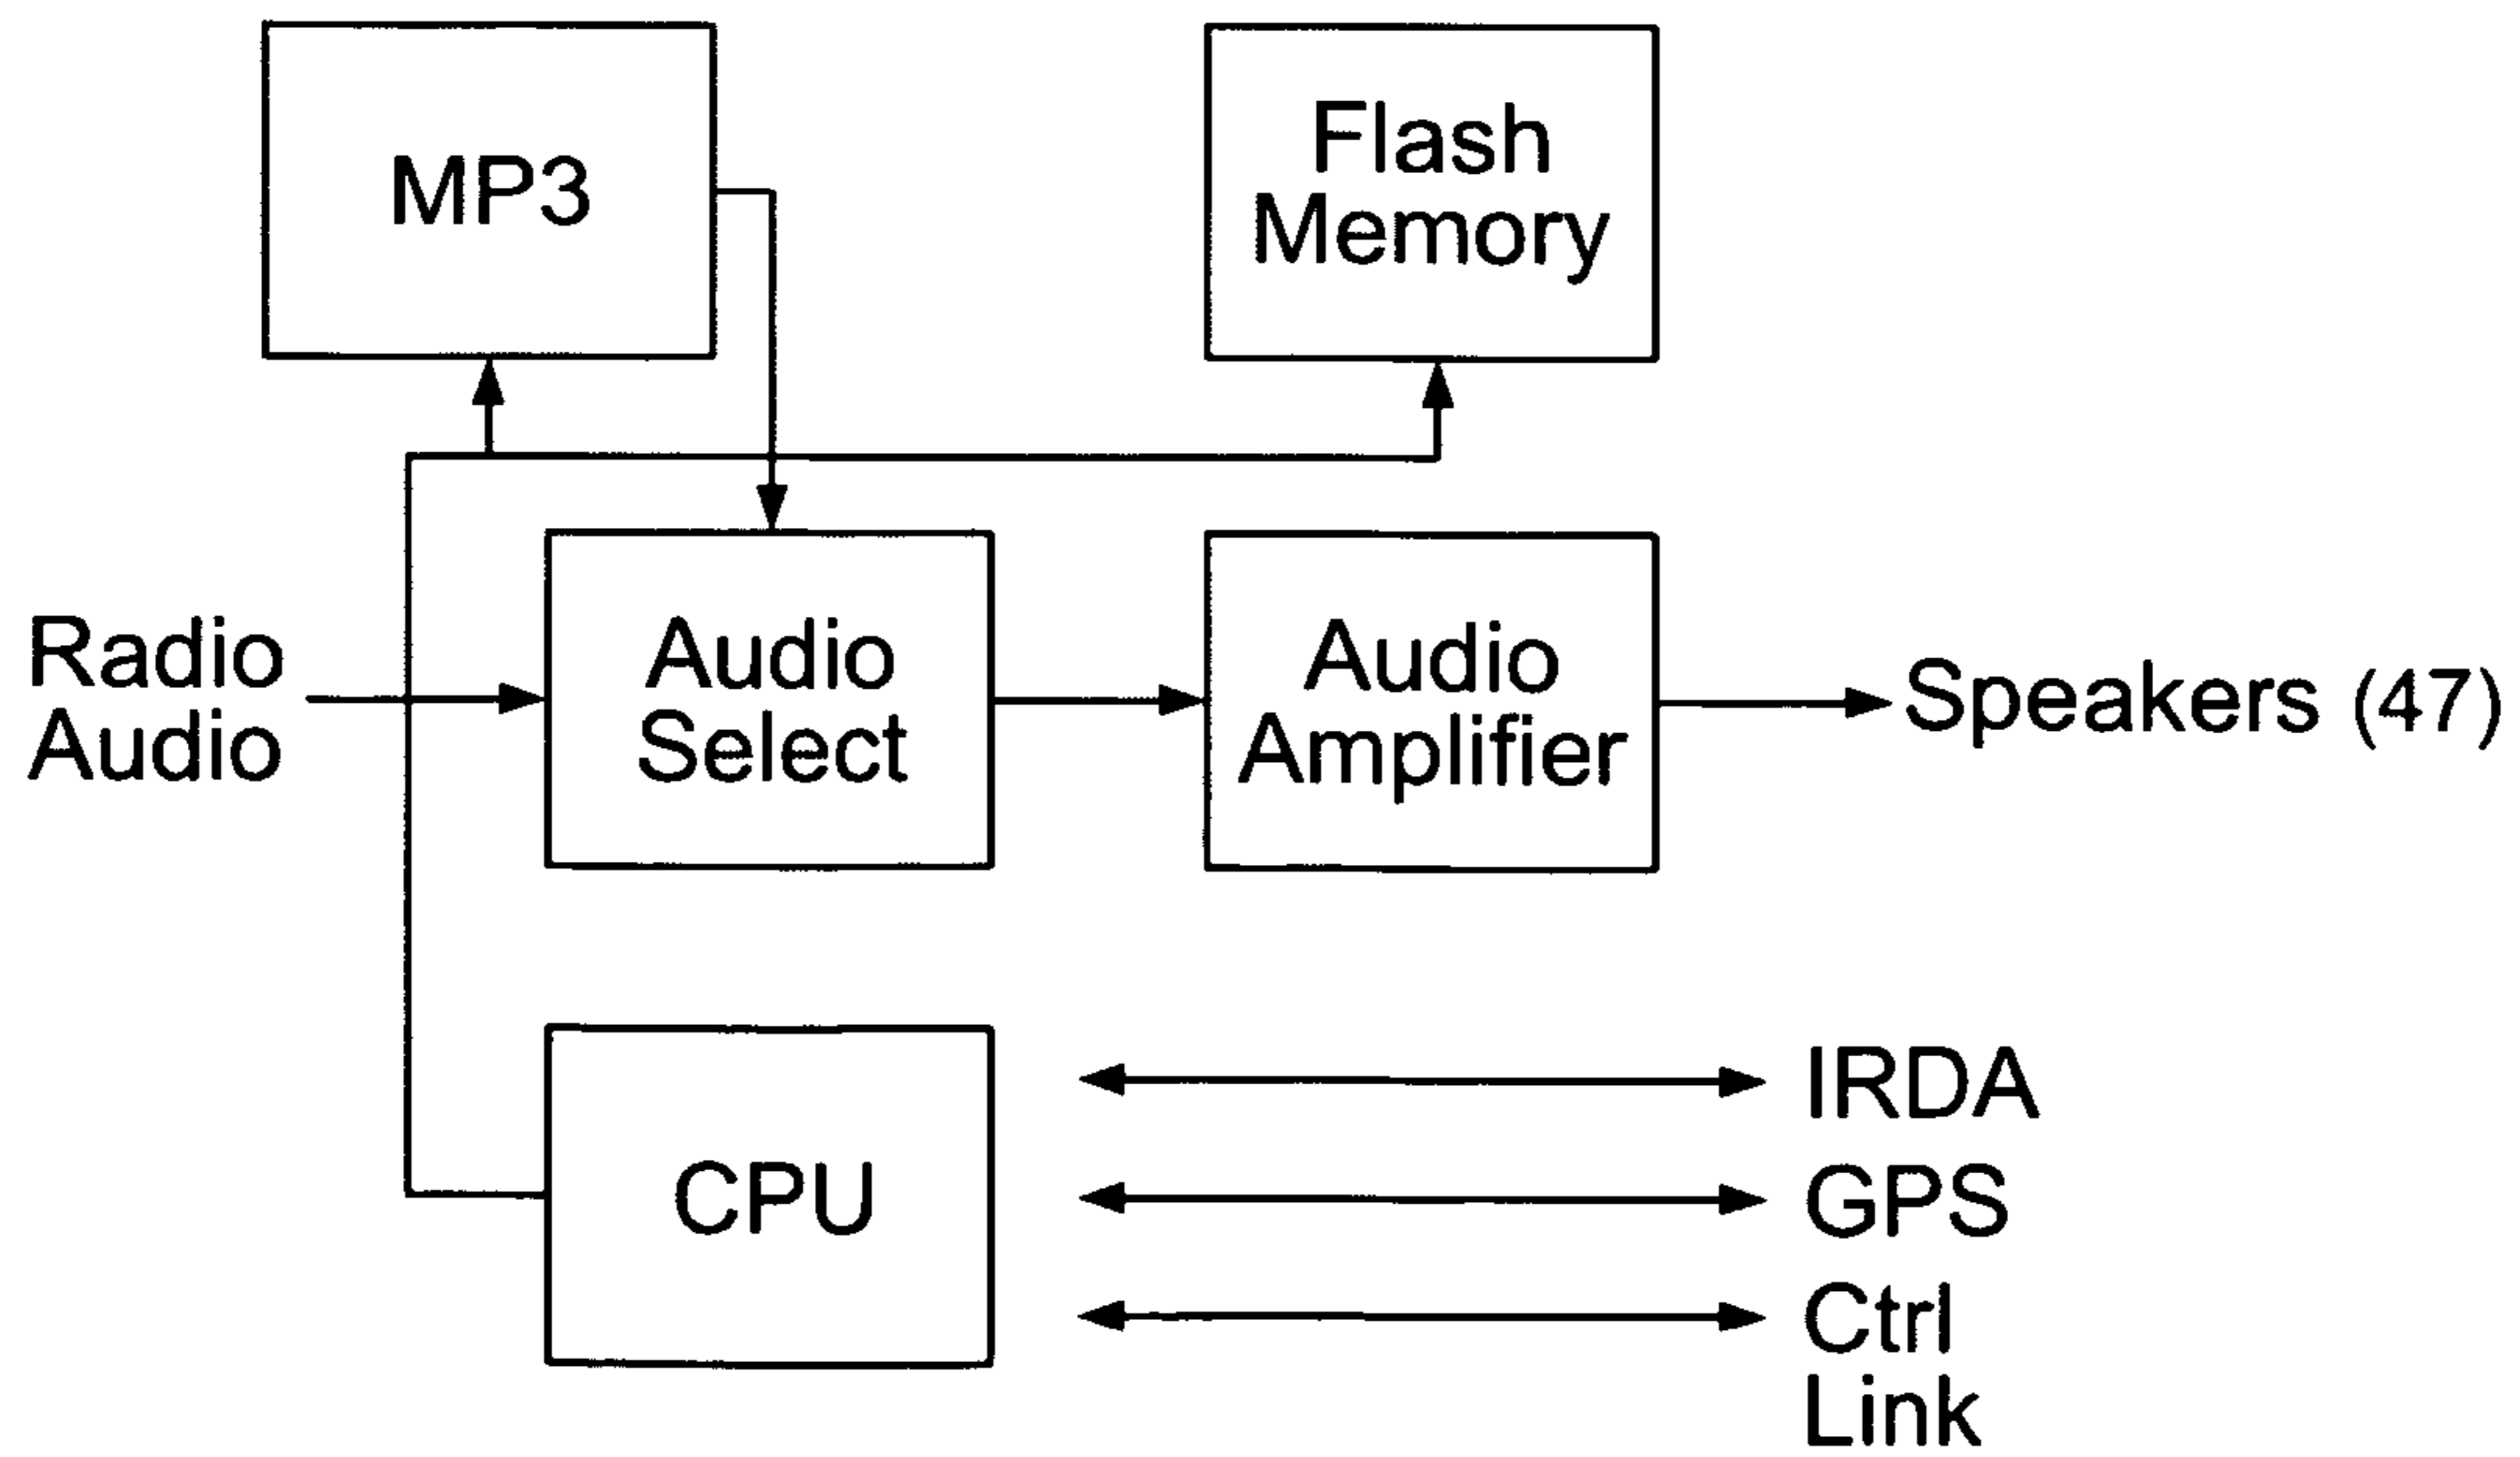 MP3
Flash
Memory
Radio
Audio
Audio
Select
Audio
Amplifier
Speakers (47)
CPU
IRDA
GPS
Ctrl
Link